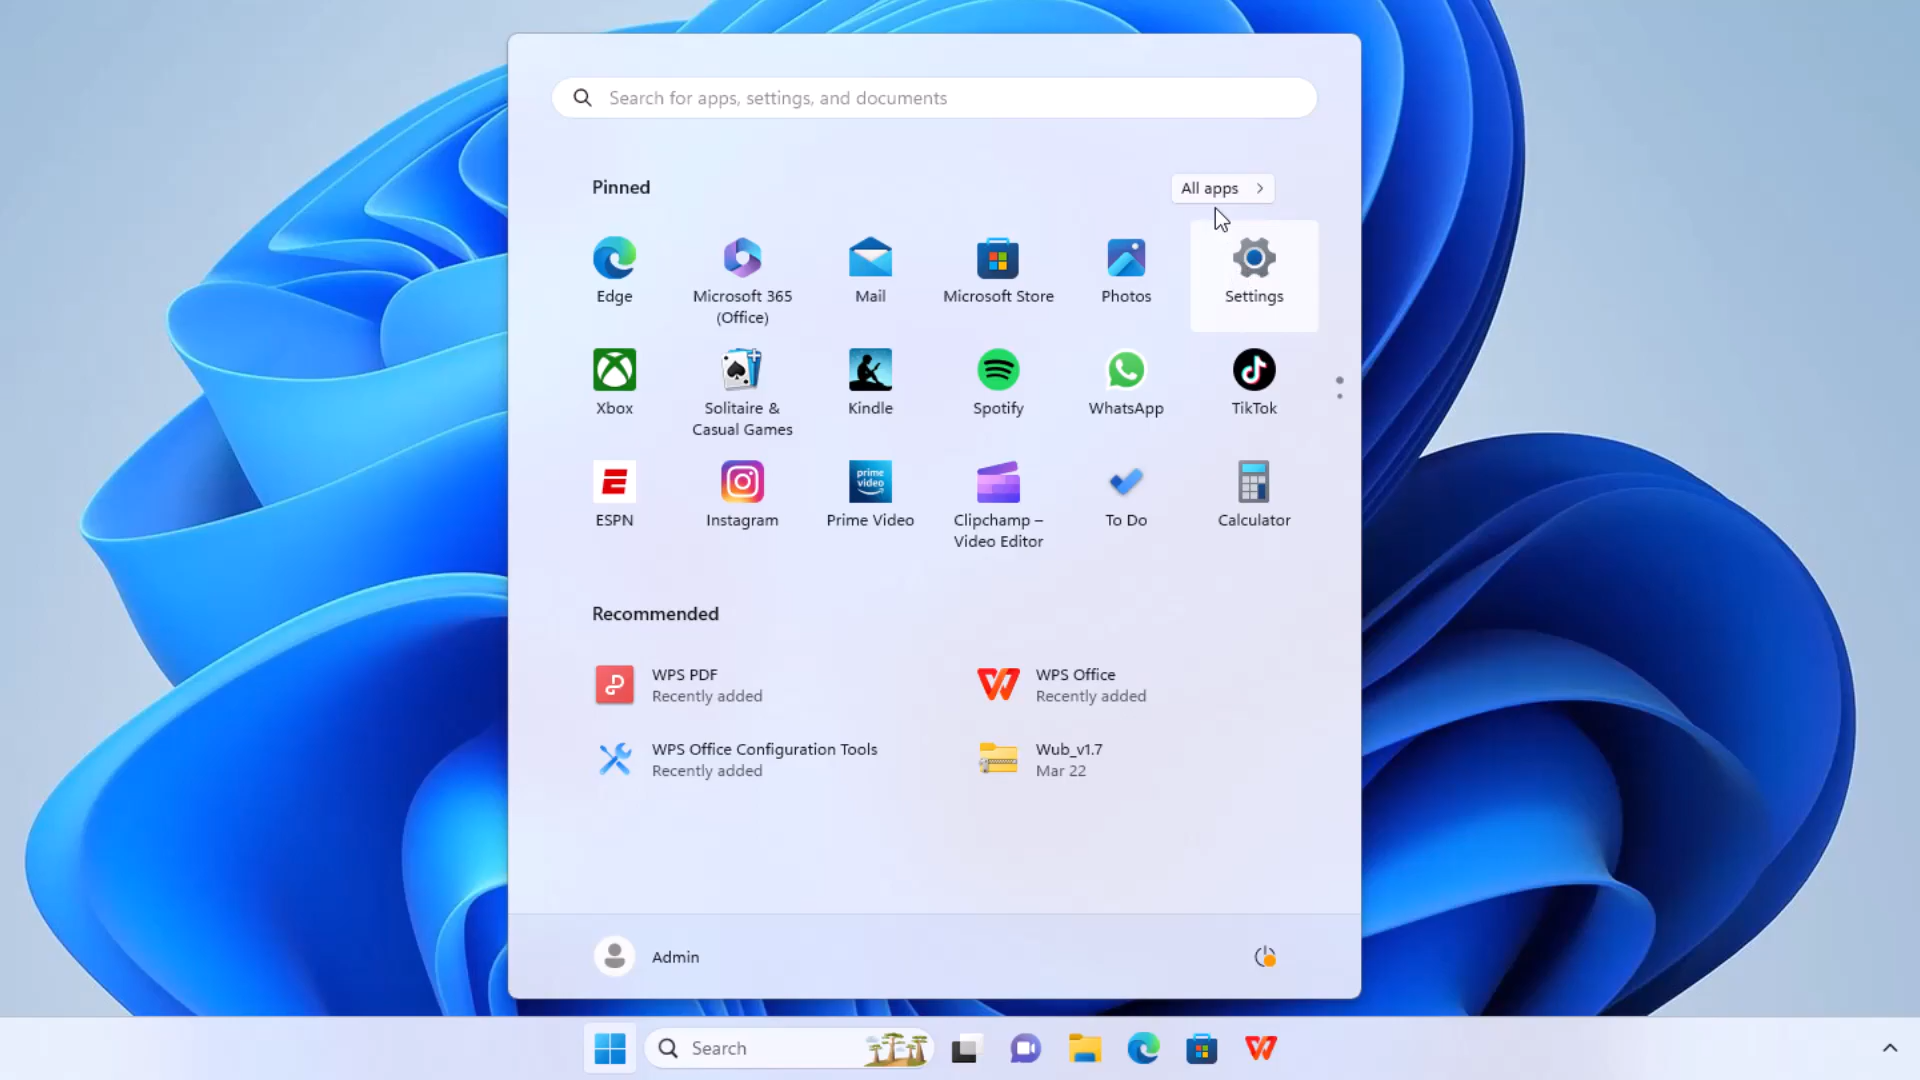 Search for apps, settings, and documents
Pinned
All apps
Edge
Microsoft 365
(Office)
Mail
Microsoft Store
Photos
Settings
Xbox
Solitaire &
Casual Games
Kindle
Spotify
WhatsApp
TikTok
prime
video
ESPN
Instagram
Prime Video
Clipchamp –
Video Editor
To Do
Calculator
Recommended
WPS PDF
Recently added
WPS Office
Recently added
WPS Office Configuration Tools
Recently added
Wub_v1.7
Mar 22
Admin
Search